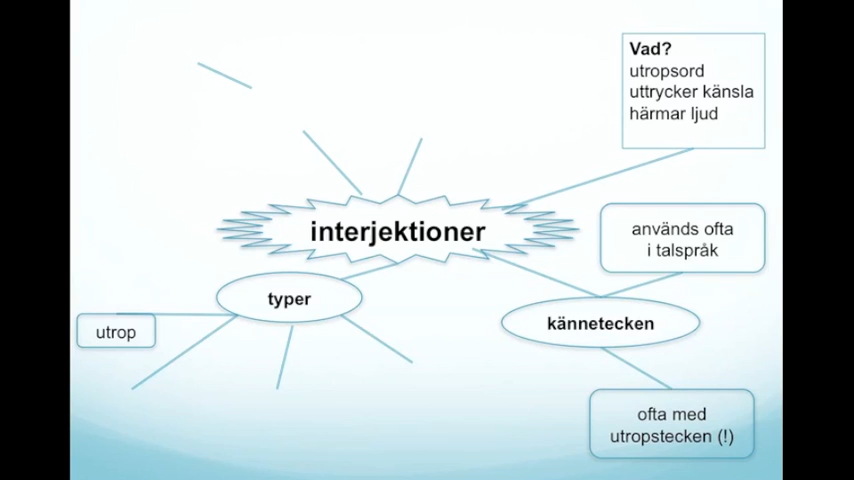 Vad?
utropsord
uttrycker känsla
härmar ljud
interjektioner
används ofta
i talspråk
typer
kännetecken
utrop
ofta med
utropstecken (!)